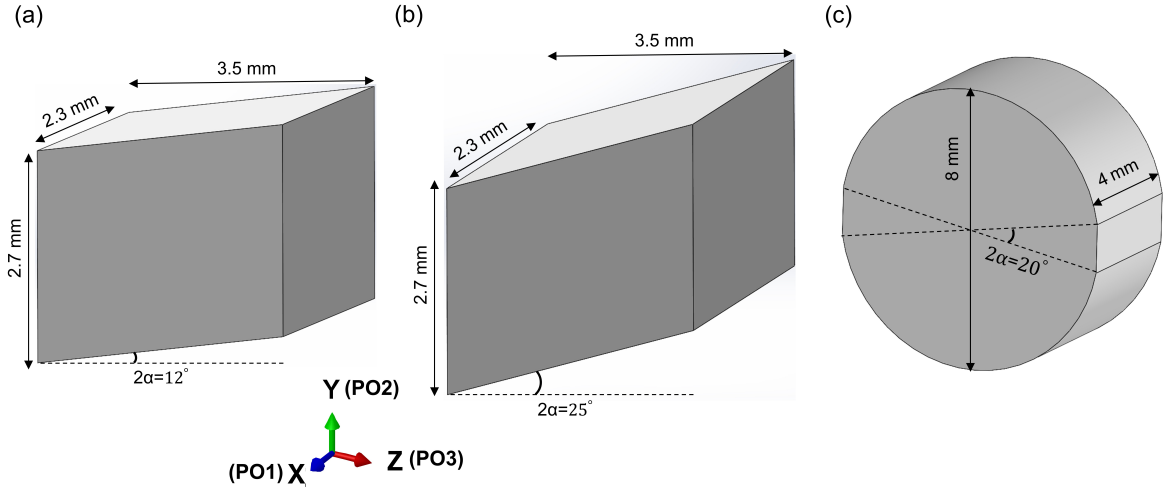 (a)
(b)
(c)
3.5 mm
2.3 mm
2.7 mm
2α=12°
3.5 mm
2.3 mm
2.7 mm
2α=25°
8 mm
4 mm
2α=20°
Y (PO2)
(PO1) X
Z (PO3)